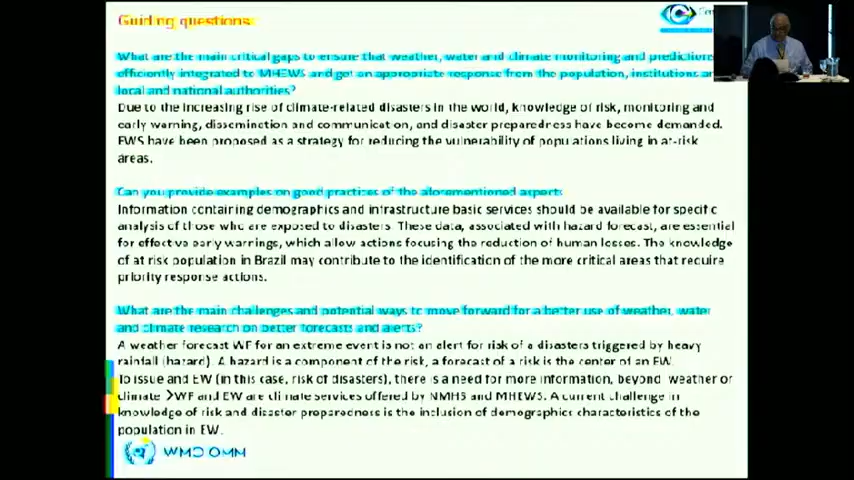 Guiding questions
What are the main critical gaps to ensure that weather, water and climate monitoring and predictions
efficiently integrated to MHEWS and get an appropriate response from the population, institutions
local and national authorities?
Due to the increasing rise of climate-related disasters in the world, knowledge of risk, monitoring and
early warning, dissemination and communication, and disaster preparedness have become demanded.
EWS have been proposed as a strategy for reducing the vulnerability of populations living in at-risk
areas.
Can you provide examples on good practices of the aforementioned aspects
Information containing demographics and infrastructure basic services should be available for specific
analysis of those who are exposed to disasters. These data, associated with hazard forecast, are essential
for effective early warnings, which allow actions focusing the reduction of human losses. The knowledge
of at risk population in Brazil may contribute to the identification of the more critical areas that require
priority response actions.
What are the main challenges and potential ways to move forward for a better use of weather, water
and climate research on better forecasts and alerts?
A weather forecast WF for an extreme event is not an alert for risk of a disasters triggered by heavy
rainfall (hazard). A hazard is a component of the risk, a forecast of a risk is the center of an EW.
To issue and EW (in this case, risk of disasters), there is a need for more information, beyond weather or
climate >WF and EW are climate services offered by NMHS and MHEWS. A current challenge in
knowledge of risk and disaster preparedness is the inclusion of demographics characteristics of the
population in EW.
WMO OMM